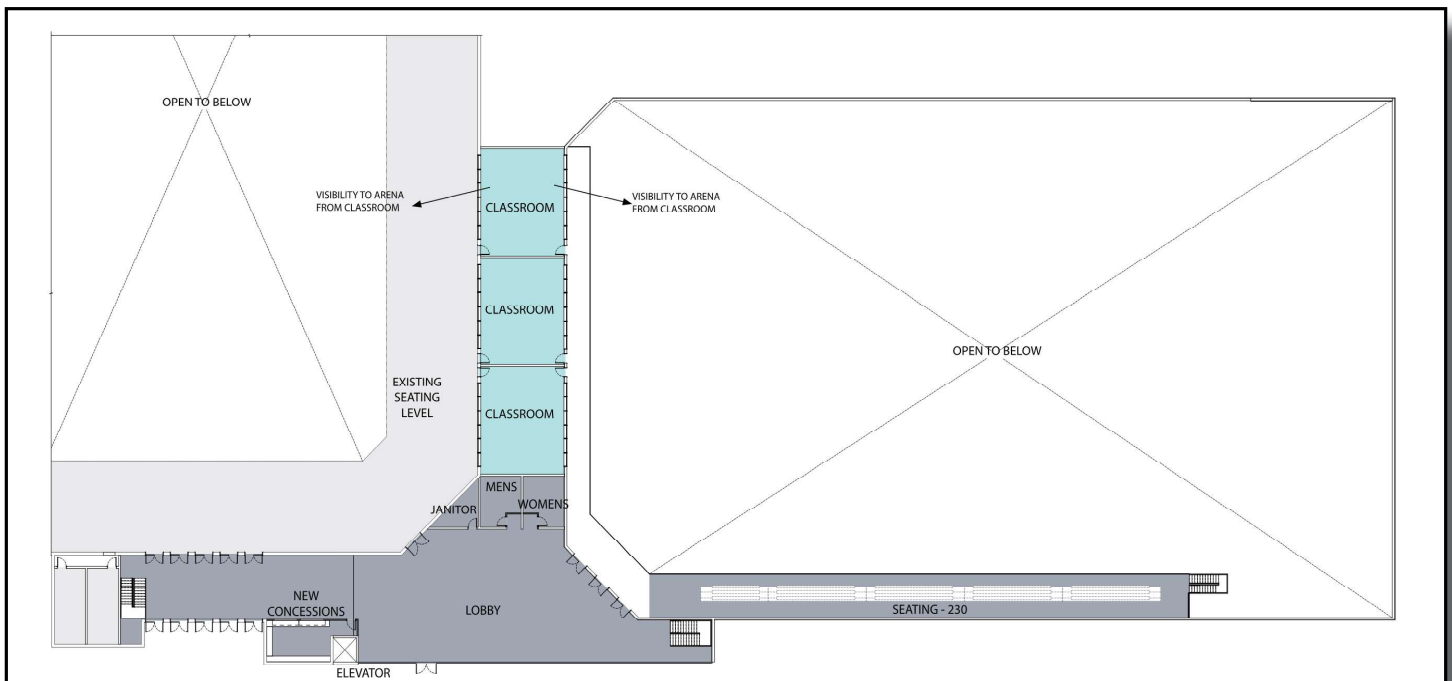 OPEN TO BELOW
VISIBILITY TO ARENA
FROM CLASSROOM
CLASSROOM
VISIBILITY TO ARENA
FROM CLASSROOM
CLASSROOM
OPEN TO BELOW
EXISTING
SEATING
LEVEL
CLASSROOM
MENS
WOMENS
JANITOR
NEW
CONCESSIONS
LOBBY
SEATING - 230
ELEVATOR